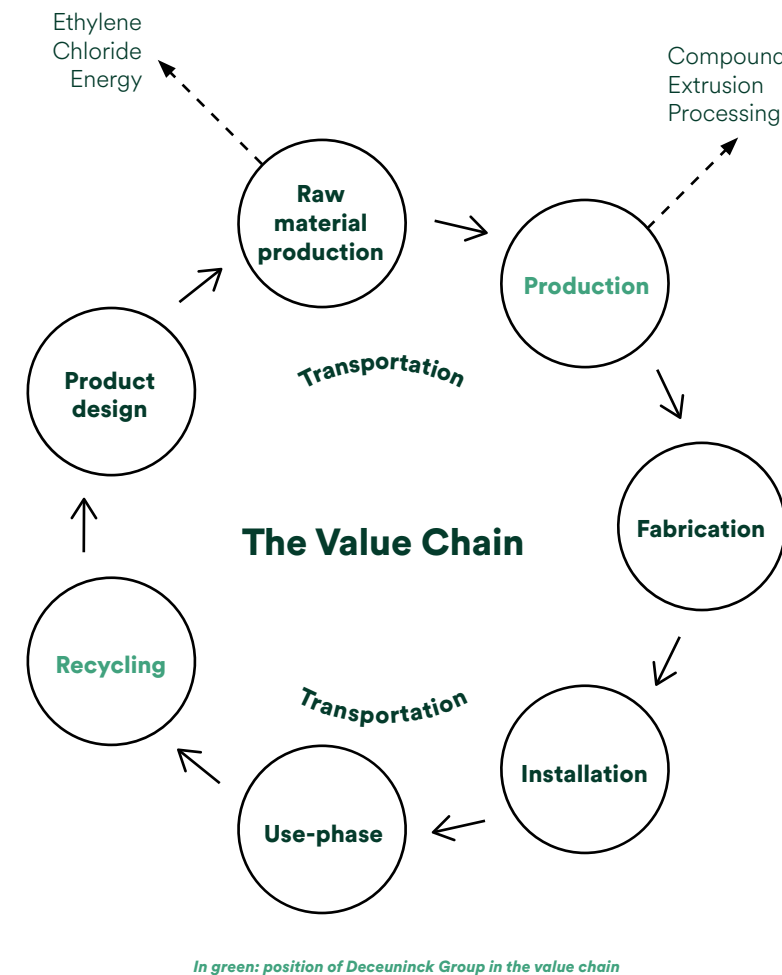 Ethylene
Chloride
Energy
Compound
Extrusion
Processing
Raw
material
production
Production
Product
design
Transportation
Fabrication
The Value Chain
Recycling
Transportation
Installation
Use-phase
In green: position of Deceuninck Group in the value chain